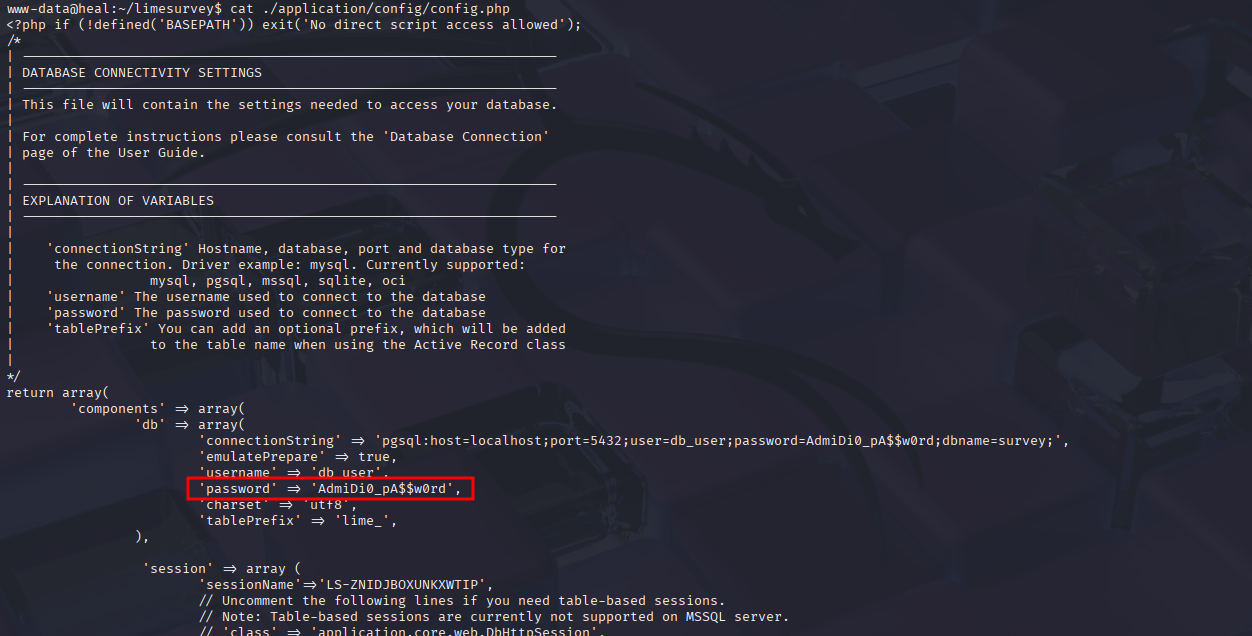 www-data@heal:~/limesurvey$ cat ./application/config/config.php
<?php if (!defined('BASEPATH')) exit('No direct script access allowed');
/*
| -------------------------------------------------------------------
| DATABASE CONNECTIVITY SETTINGS
| -------------------------------------------------------------------
| This file will contain the settings needed to access your database.
|
| For complete instructions please consult the 'Database Connection'
| page of the User Guide.
|
| -------------------------------------------------------------------
| EXPLANATION OF VARIABLES
| -------------------------------------------------------------------
|
|    'connectionString' Hostname, database, port and database type for
|     the connection. Driver example: mysql. Currently supported:
|                 mysql, pgsql, mssql, sqlite, oci
|    'username' The username used to connect to the database
|    'password' The password used to connect to the database
|    'tablePrefix' You can add an optional prefix, which will be added
|                 to the table name when using the Active Record class
|
*/
return array(
        'components' => array(
                'db' => array(
                        'connectionString' => 'pgsql:host=localhost;port=5432;user=db_user;password=AdmiDi0_pA$$w0rd;dbname=survey;',
                        'emulatePrepare' => true,
                        'username' => 'db_user',
                        'password' => 'AdmiDi0_pA$$w0rd',
                        'charset' => 'utf8',
                        'tablePrefix' => 'lime_',
                ),

                 'session' => array (
                        'sessionName'=>'LS-ZNIDJBOXUNKXWTIP',
                        // Uncomment the following lines if you need table-based sessions.
                        // Note: Table-based sessions are currently not supported on MSSQL server.
                        // 'class' => 'application.core.web.DbHttpSession',